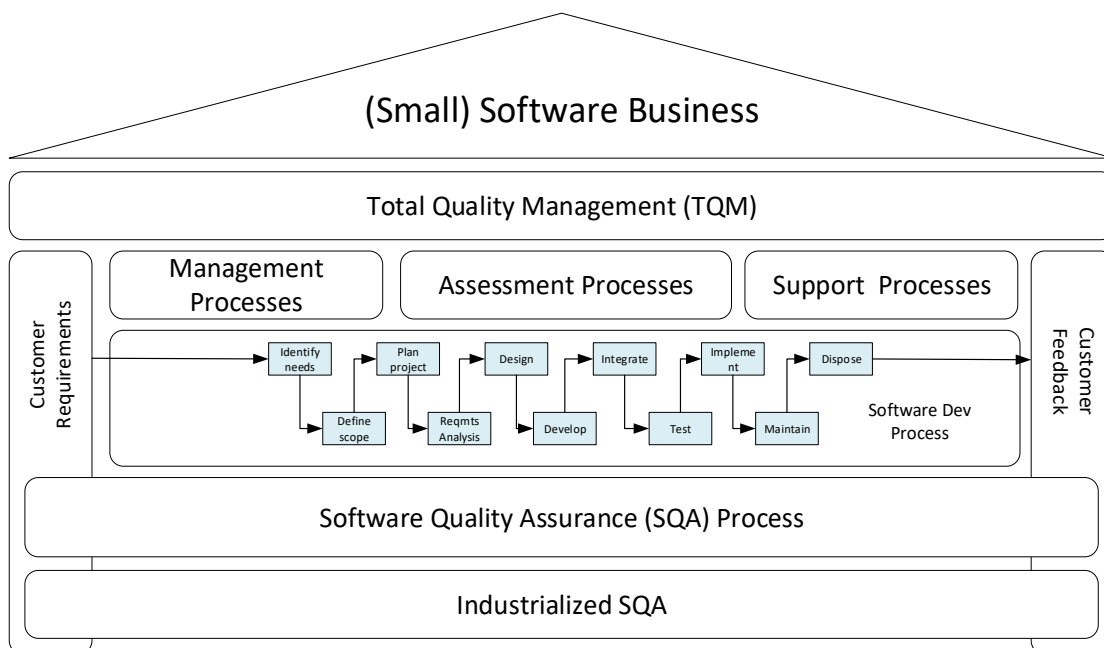 (Small) Software Business
Total Quality Management (TQM)
Customer
Requirements
Management
Processes
Assessment Processes
Support Processes
Customer
Feedback
Identify
needs
Define
scope
Plan
project
Reqmts
Analysis
Design
Develop
Integrate
Test
Impleme
nt
Maintain
Dispose
Software Dev
Process
Software Quality Assurance (SQA) Process
Industrialized SQA